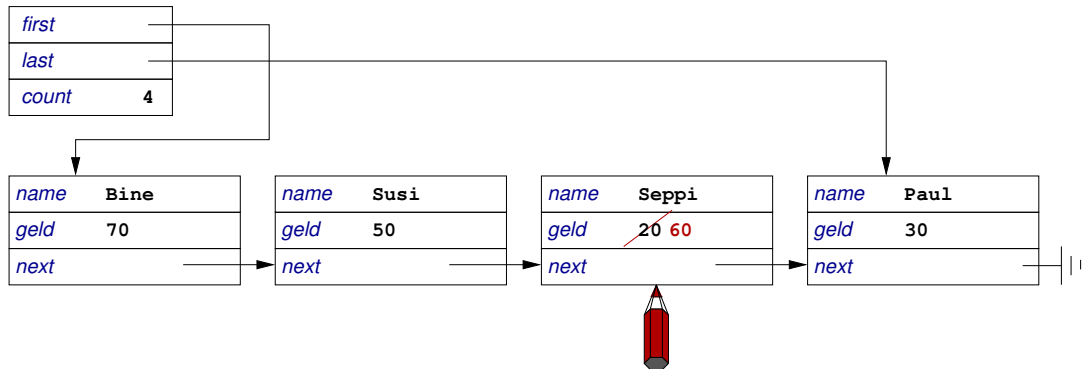 first
last
count 4
name Bine
geld 70
next
name Susi
geld 50
next
name Seppi
geld 20 60
next
name Paul
geld 30
next